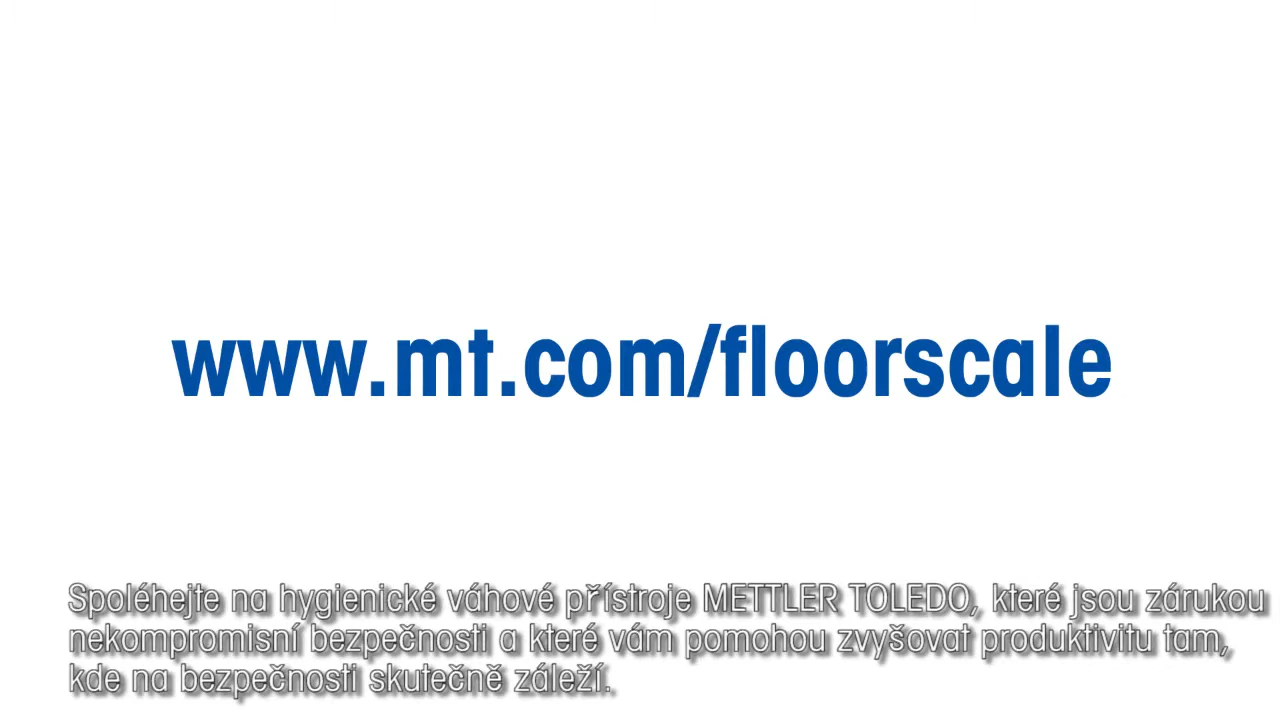 www.mt.com/floorscale
Spoléhejte na hygienické váhové přístroje METTLER TOLEDO, které jsou zárukou
nekompromisní bezpečnosti a které vám pomohou zvyšovat produktivitu tam,
kde na bezpečnosti skutečně záleží.